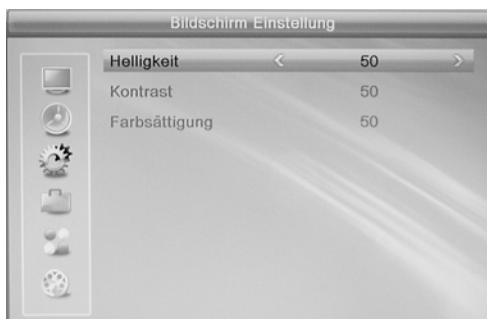 Bildschirm Einstellung
Helligkeit < 50 >
Kontrast 50
Farbsättigung 50